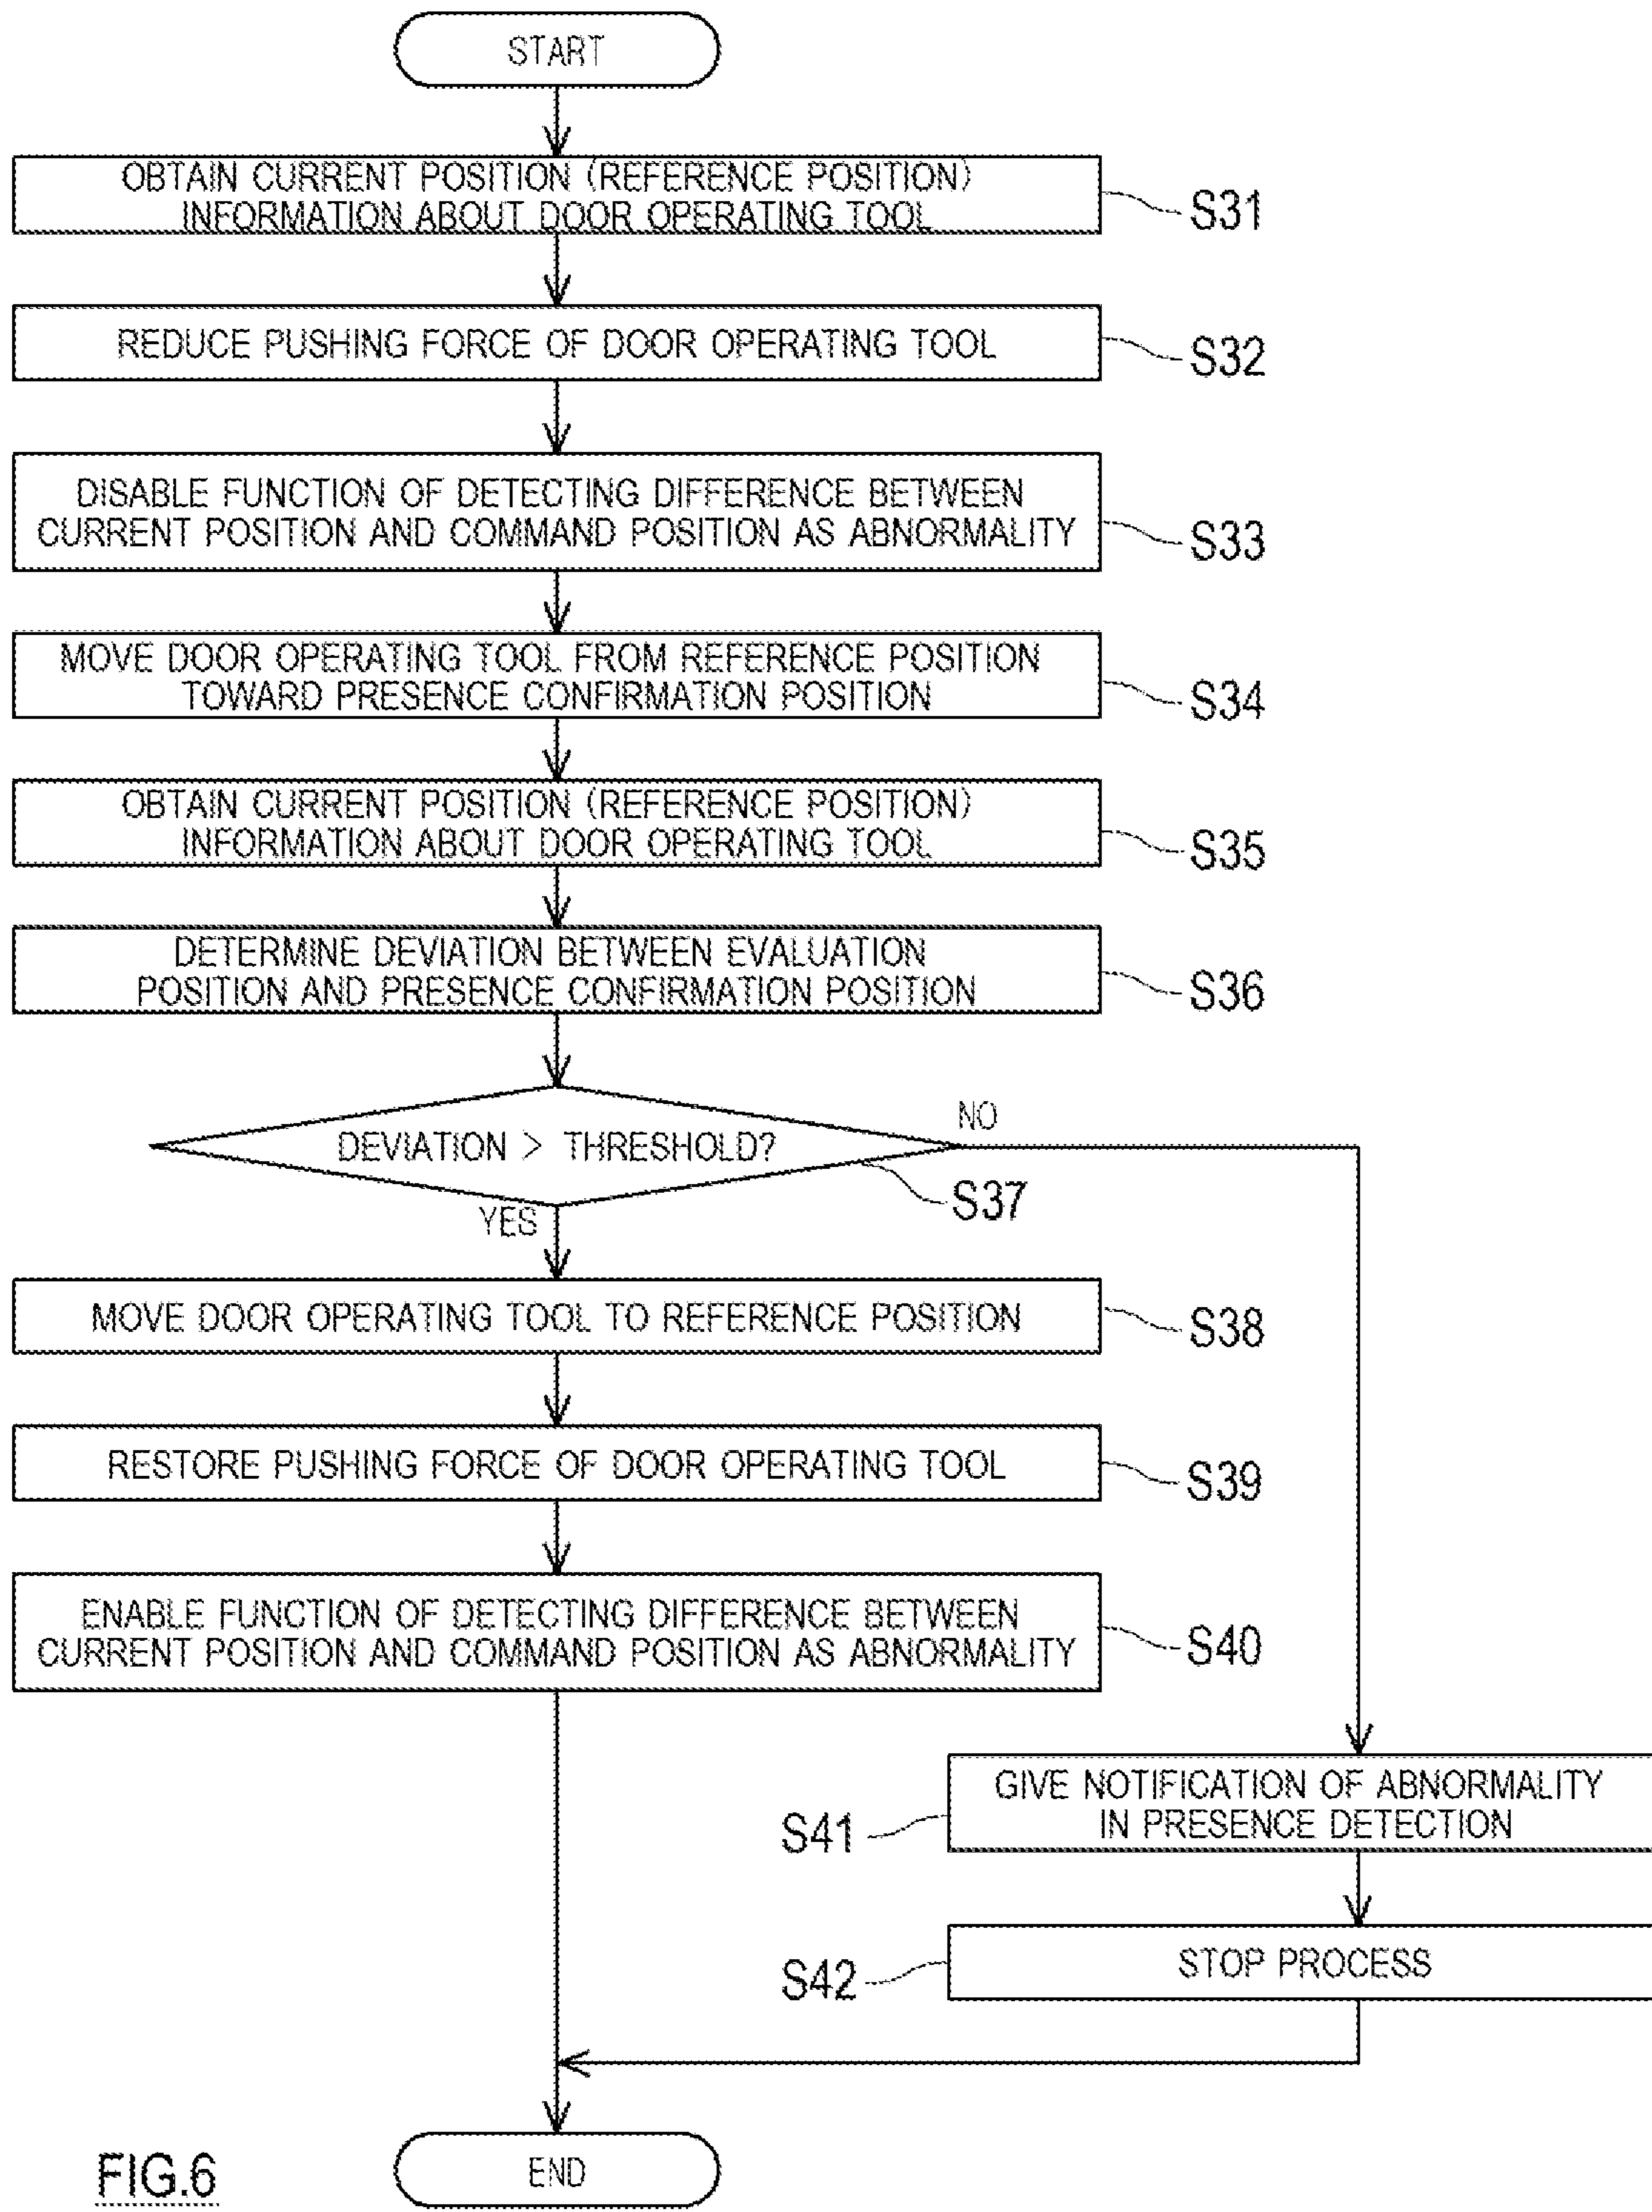 START
OBTAIN CURRENT POSITION (REFERENCE POSITION)
INFORMATION ABOUT DOOR OPERATING TOOL
S31
REDUCE PUSHING FORCE OF DOOR OPERATING TOOL
S32
DISABLE FUNCTION OF DETECTING DIFFERENCE BETWEEN
CURRENT POSITION AND COMMAND POSITION AS ABNORMALITY
S33
MOVE DOOR OPERATING TOOL FROM REFERENCE POSITION
TOWARD PRESENCE CONFIRMATION POSITION
S34
OBTAIN CURRENT POSITION (REFERENCE POSITION)
INFORMATION ABOUT DOOR OPERATING TOOL
S35
DETERMINE DEVIATION BETWEEN EVALUATION
POSITION AND PRESENCE CONFIRMATION POSITION
S36
DEVIATION > THRESHOLD?
NO
S37
YES
MOVE DOOR OPERATING TOOL TO REFERENCE POSITION
S38
RESTORE PUSHING FORCE OF DOOR OPERATING TOOL
S39
ENABLE FUNCTION OF DETECTING DIFFERENCE BETWEEN
CURRENT POSITION AND COMMAND POSITION AS ABNORMALITY
S40
GIVE NOTIFICATION OF ABNORMALITY
IN PRESENCE DETECTION
S41
STOP PROCESS
S42
END
FIG.6